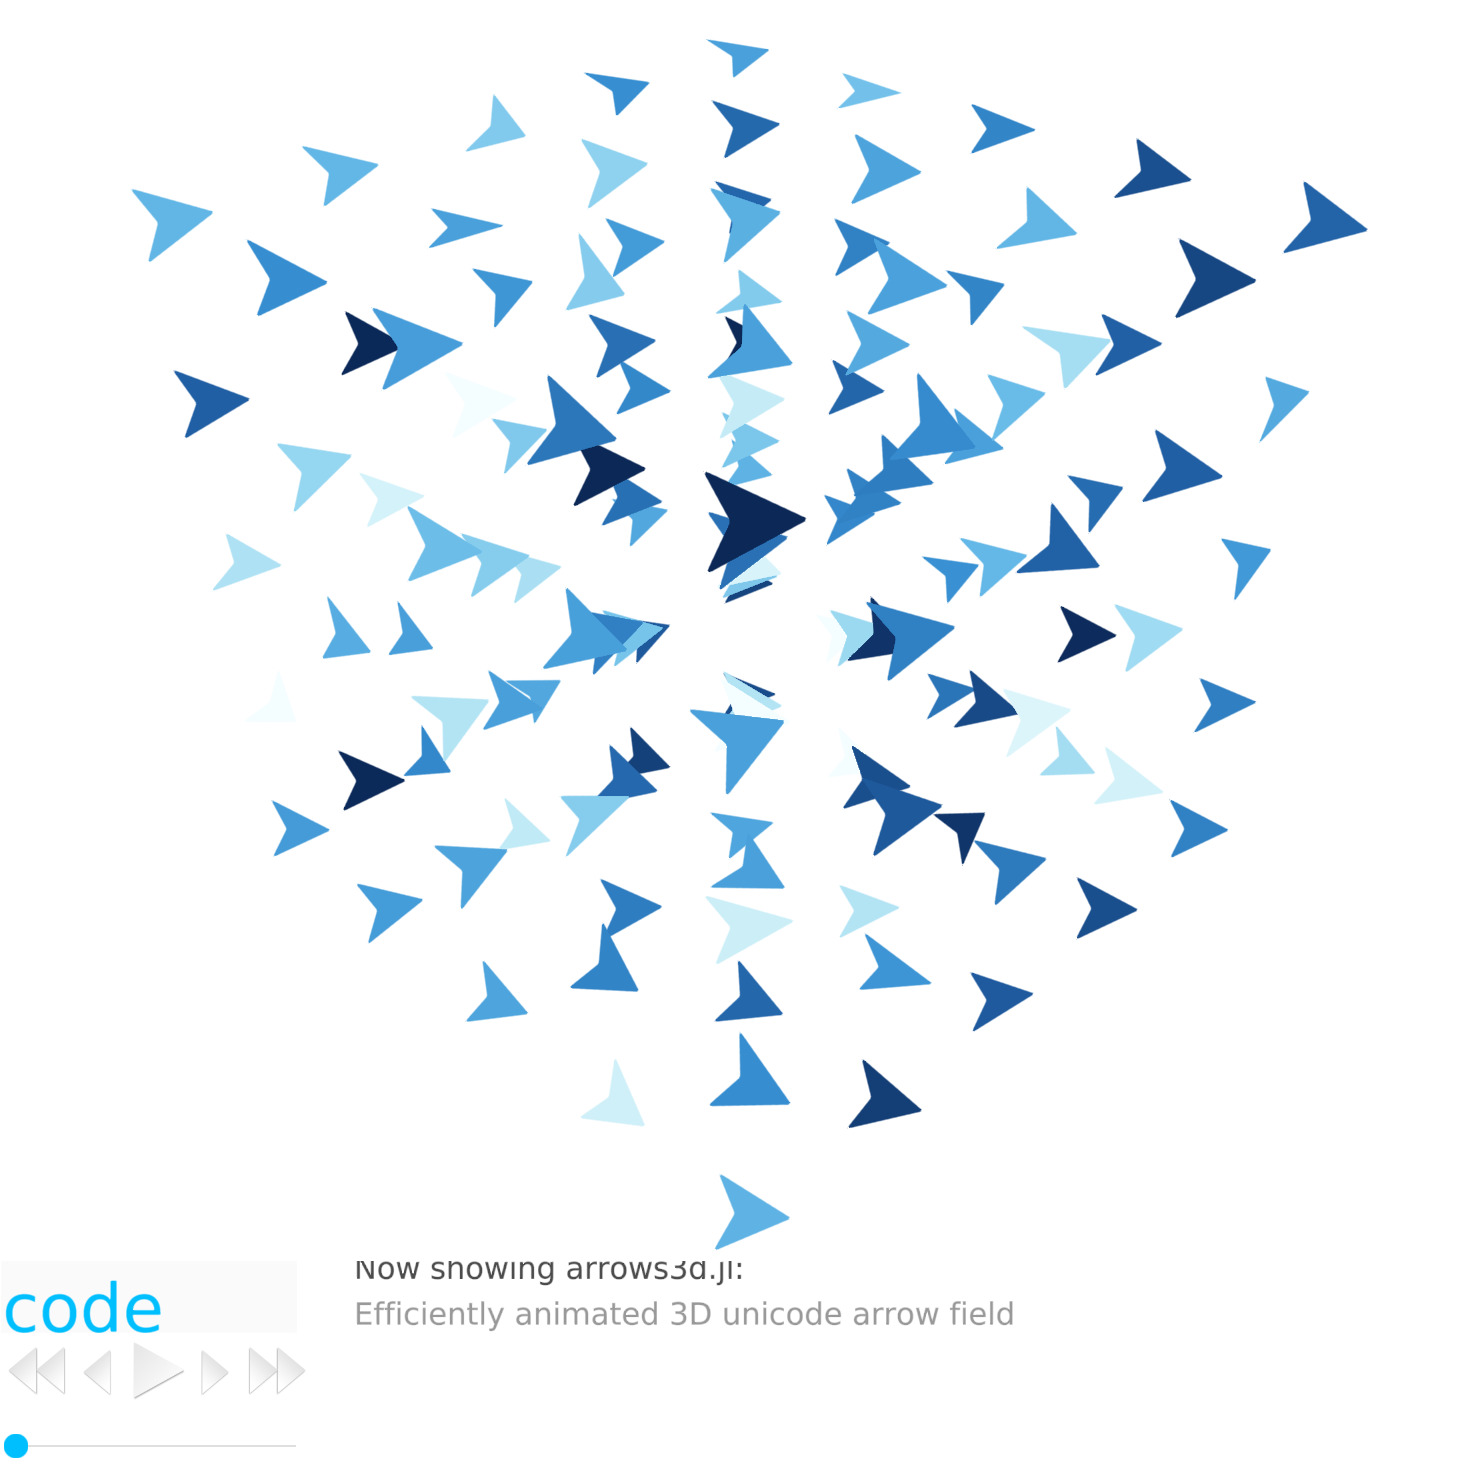 Now showing arrows3d.jl:
code
Efficiently animated 3D unicode arrow field